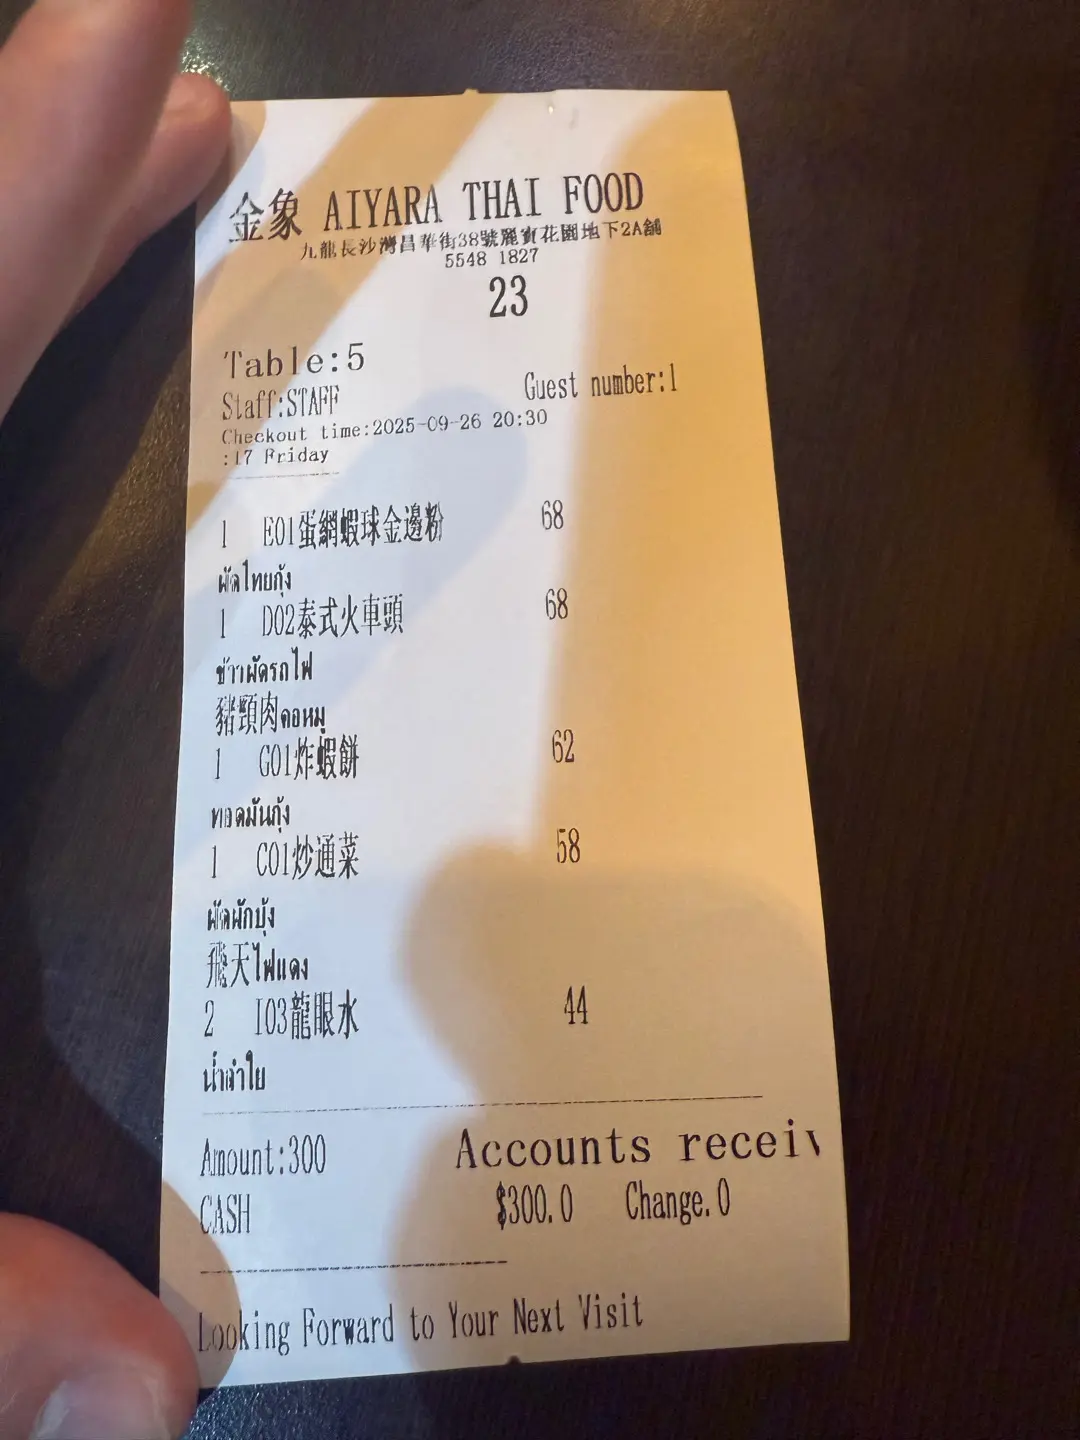 金象 AIYARA THAI FOOD
九龍長沙灣昌華街38號麗寶花園地下2A舖
5548 1827
23
Table:5
Staff:STAFF Guest number:1
Checkout time:2025-09-26 20:30
:17 Friday
1 E01蛋網蝦球金邊粉 68
ผัดไทยกุ้ง
1 D02泰式火車頭 68
ข้าวผัดรถไฟ
豬頸肉คอหมู
1 G01炸蝦餅 62
ทอดมันกุ้ง
1 C01炒通菜 58
ผัดผักบุ้ง
飛天ไฟแดง
2 I03龍眼水 44
น้ำลำใย
Amount:300 Accounts receiv
CASH $300.0 Change.0
Looking Forward to Your Next Visit